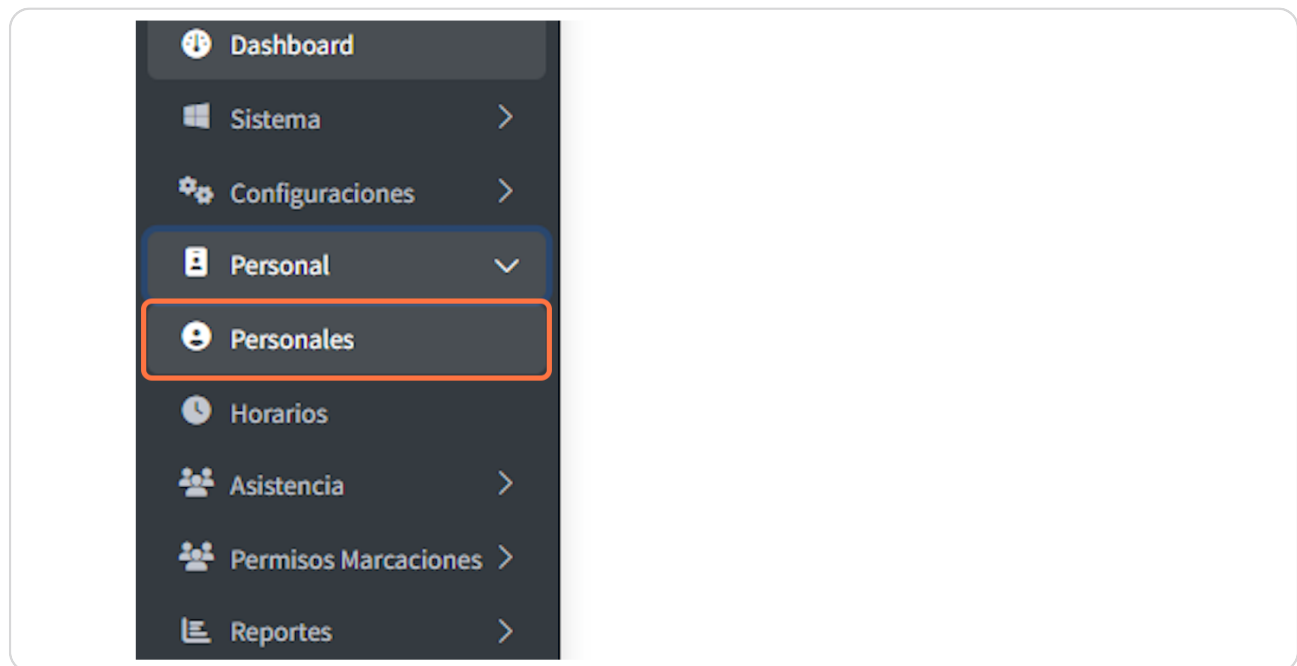 Dashboard
Sistema
Configuraciones
Personal
Personales
Horarios
Asistencia
Permisos Marcaciones
Reportes